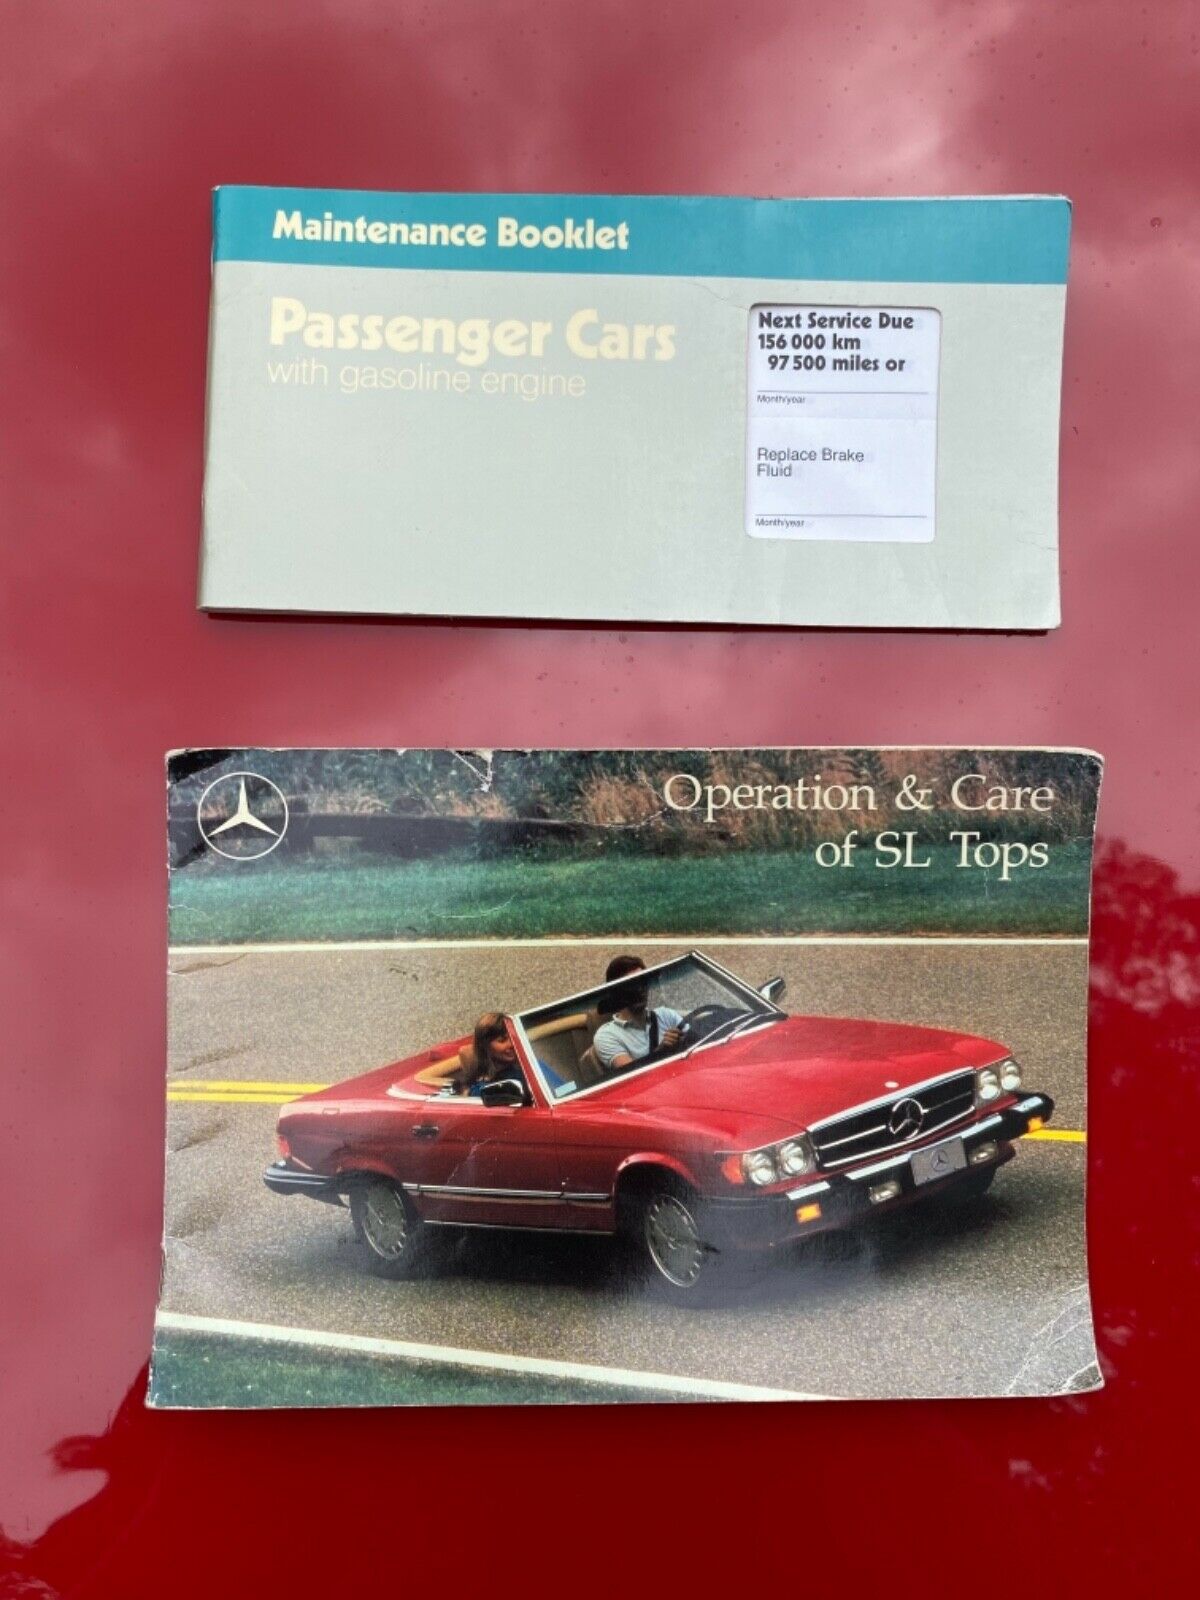 Maintenance Booklet
Passenger Cars
with gasoline engine
Next Service Due
156 000 km
97 500 miles or
Month/year
Replace Brake
Fluid
Month/year
Operation & Care
of SL Tops